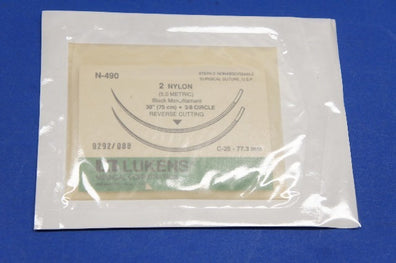 N-490
2 NYLON
(5.0 METRIC)
Black Monofilament
30" (75 cm) • 3/8 CIRCLE
REVERSE CUTTING
STERILE NONABSORBABLE
SURGICAL SUTURE, U.S.P.
C-25 - 77.3 mm
LUKENS